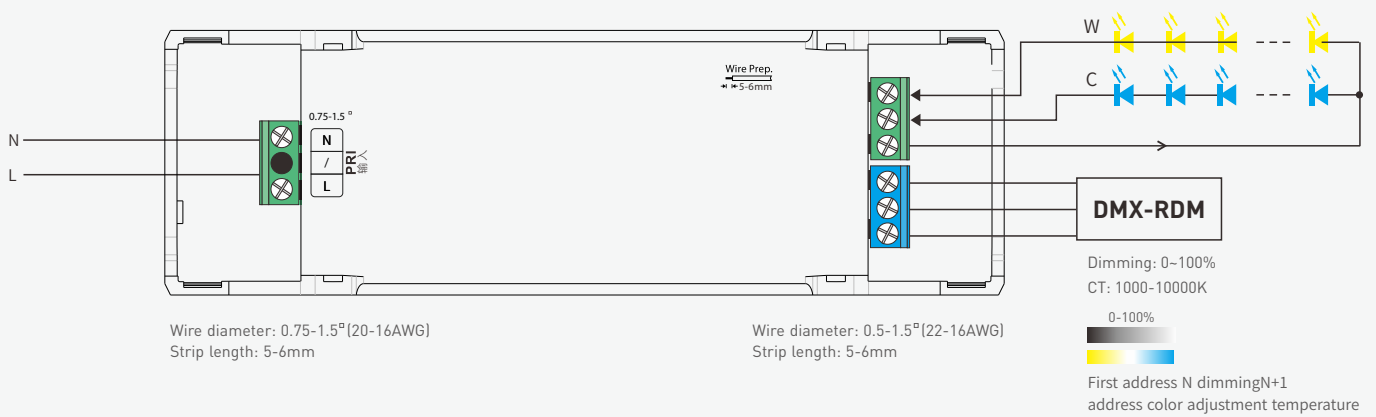 W
Wire Prep.
5-6mm
C
0.75-1.5 ¤
N
N
/
PRI
L
L
DMX-RDM
Dimming: 0~100%
CT: 1000-10000K
0-100%
Wire diameter: 0.75-1.5¤(20-16AWG)
Strip length: 5-6mm
Wire diameter: 0.5-1.5¤(22-16AWG)
Strip length: 5-6mm
First address N dimmingN+1
address color adjustment temperature